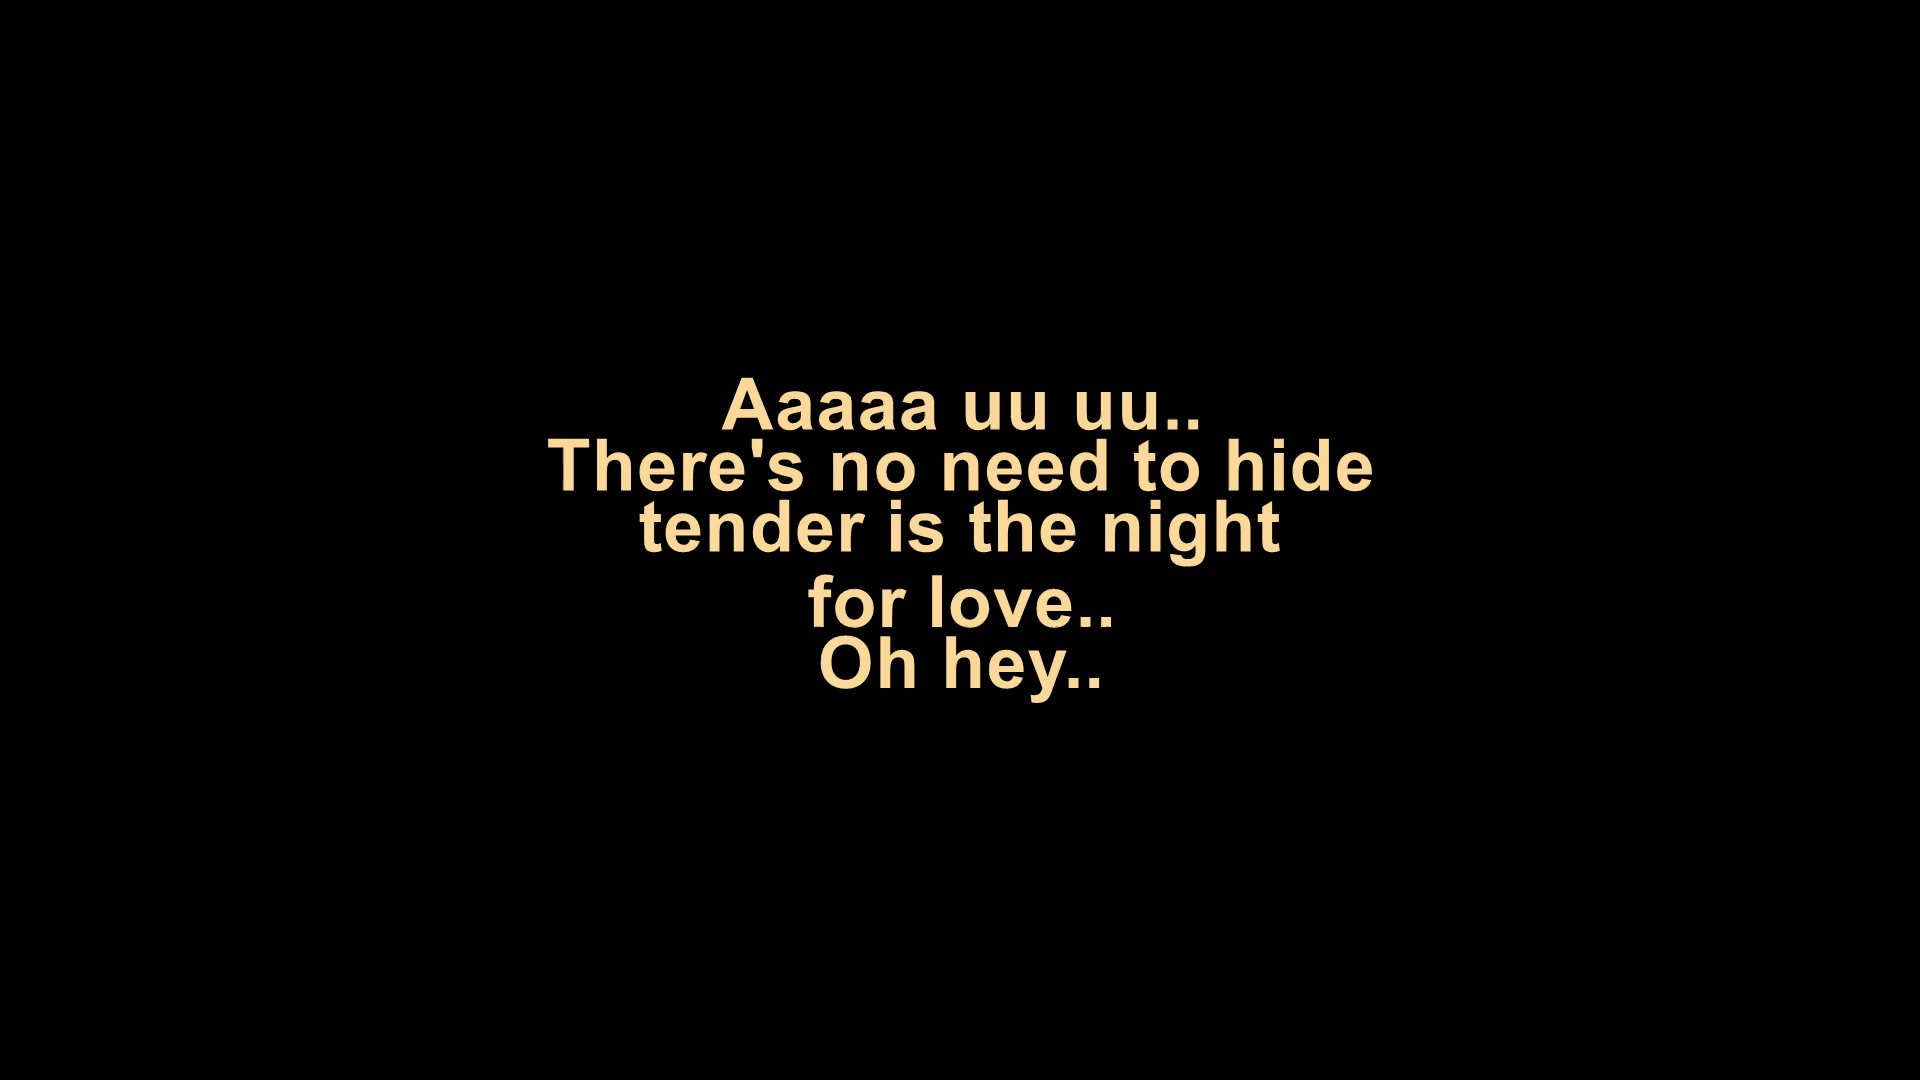 Aaaaa uu uu..
There's no need to hide
tender is the night
for love..
Oh hey..